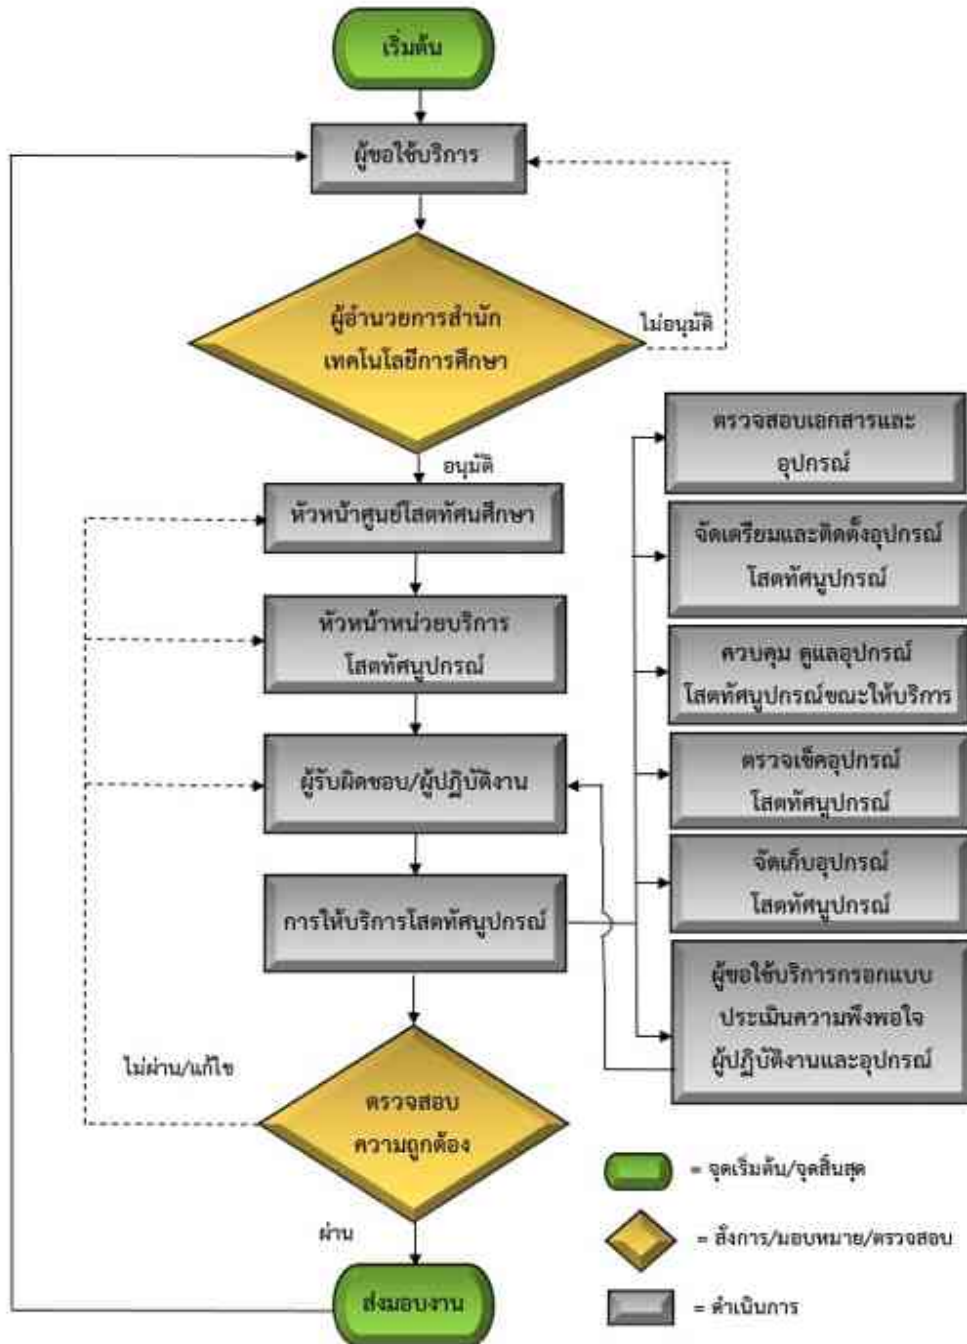 เริ่มต้น
ผู้ขอใช้บริการ
ผู้อำนวยการสำนัก
เทคโนโลยีการศึกษา
ไม่อนุมัติ
อนุมัติ
หัวหน้าศูนย์โสตทัศนศึกษา
หัวหน้าหน่วยบริการ
โสตทัศนูปกรณ์
ผู้รับผิดชอบ/ผู้ปฏิบัติงาน
การให้บริการโสตทัศนูปกรณ์
ตรวจสอบเอกสารและ
อุปกรณ์
จัดเตรียมและติดตั้งอุปกรณ์
โสตทัศนูปกรณ์
ควบคุม ดูแลอุปกรณ์
โสตทัศนูปกรณ์ขณะให้บริการ
ตรวจเช็คอุปกรณ์
โสตทัศนูปกรณ์
จัดเก็บอุปกรณ์
โสตทัศนูปกรณ์
ผู้ขอใช้บริการกรอกแบบ
ประเมินความพึงพอใจ
ผู้ปฏิบัติงานและอุปกรณ์
ไม่ผ่าน/แก้ไข
ตรวจสอบ
ความถูกต้อง
ผ่าน
ส่งมอบงาน
= จุดเริ่มต้น/จุดสิ้นสุด
= สั่งการ/มอบหมาย/ตรวจสอบ
= ดำเนินการ